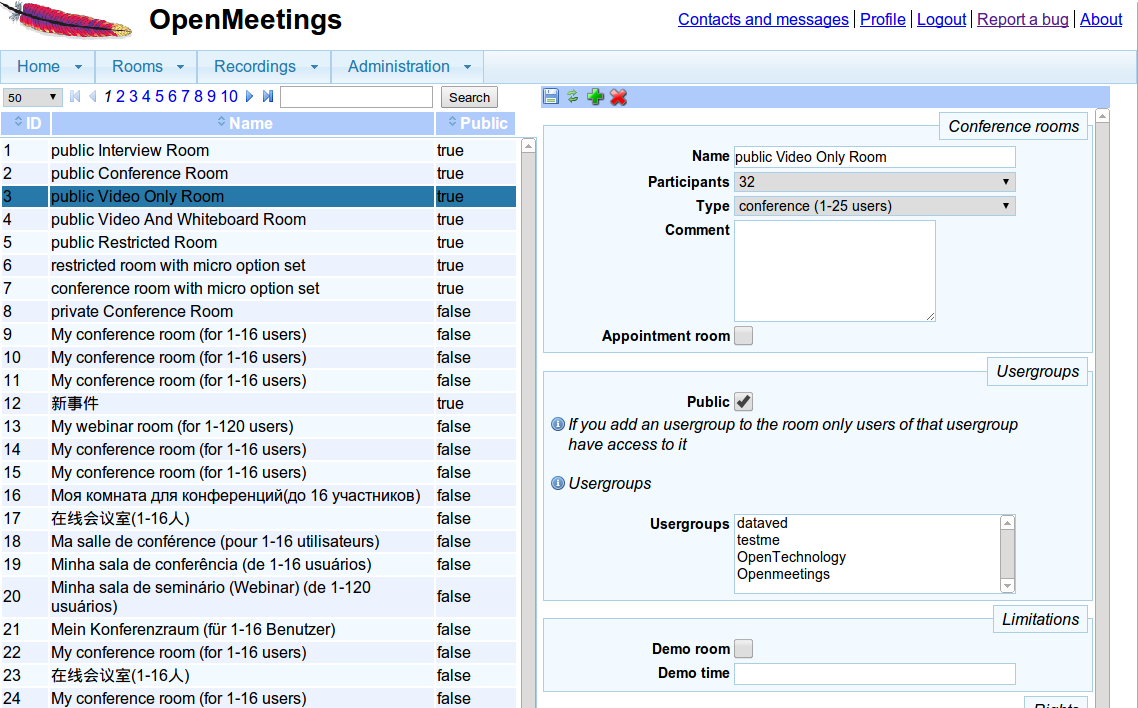 OpenMeetings
Contacts and messages | Profile | Logout | Report a bug | About
Home Rooms Recordings Administration
50 1 2 3 4 5 6 7 8 9 10 Search
ID Name Public
1 public Interview Room true
2 public Conference Room true
3 public Video Only Room true
4 public Video And Whiteboard Room true
5 public Restricted Room true
6 restricted room with micro option set true
7 conference room with micro option set true
8 private Conference Room false
9 My conference room (for 1-16 users) false
10 My conference room (for 1-16 users) false
11 My conference room (for 1-16 users) false
12 新事件 true
13 My webinar room (for 1-120 users) false
14 My conference room (for 1-16 users) false
15 My conference room (for 1-16 users) false
16 Моя комната для конференций(до 16 участников) false
17 在线会议室(1-16人) false
18 Ma salle de conférence (pour 1-16 utilisateurs) false
19 Minha sala de conferência (de 1-16 usuários) false
20 Minha sala de seminário (Webinar) (de 1-120
usuários) false
21 Mein Konferenzraum (für 1-16 Benutzer) false
22 My conference room (for 1-16 users) false
23 在线会议室(1-16人) false
24 My conference room (for 1-16 users) false
Conference rooms
Name public Video Only Room
Participants 32
Type conference (1-25 users)
Comment
Appointment room
Usergroups
Public
If you add an usergroup to the room only users of that usergroup
have access to it
Usergroups
Usergroups dataved
testme
OpenTechnology
Openmeetings
Limitations
Demo room
Demo time
Rights